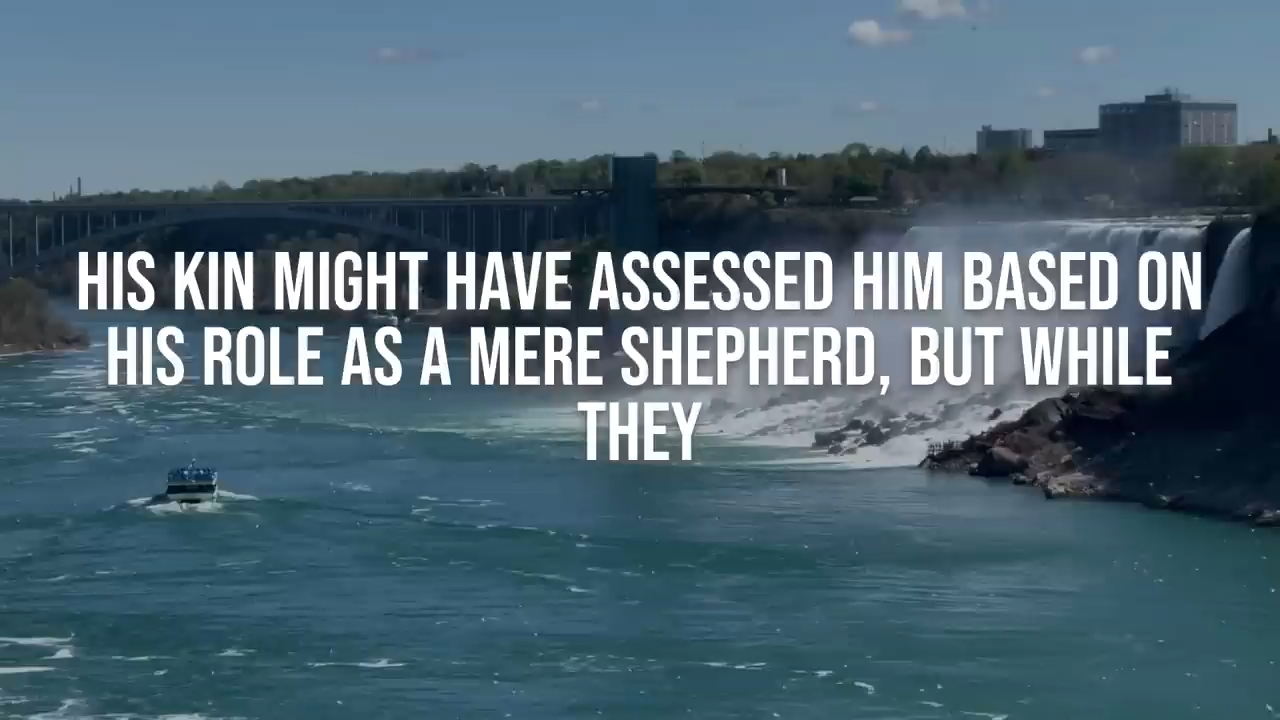 HIS KIN MIGHT HAVE ASSESSED HIM BASED ON
HIS ROLE AS A MERE SHEPHERD, BUT WHILE
THEY